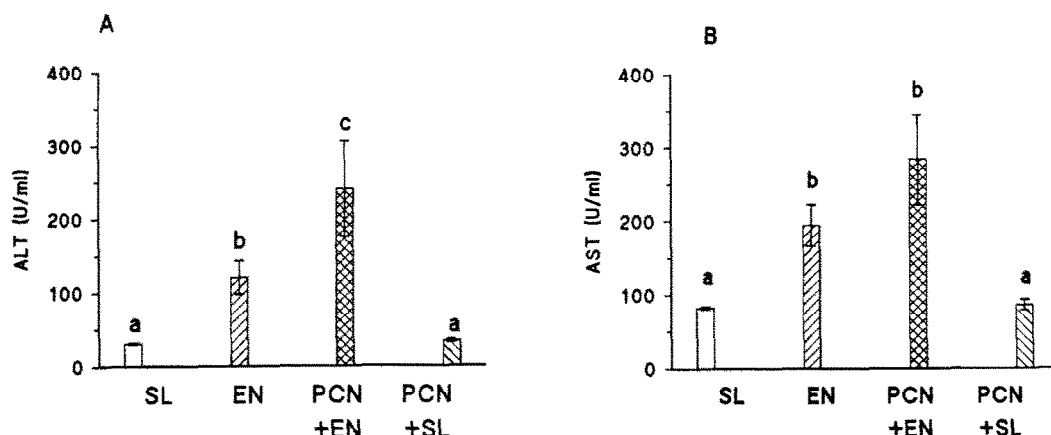 A
400
300
200
100
0
ALT (U/ml)
a
b
c
a
SL EN PCN PCN
+EN +SL
B
400
300
200
100
0
AST (U/ml)
a
b
b
a
SL EN PCN PCN
+EN +SL